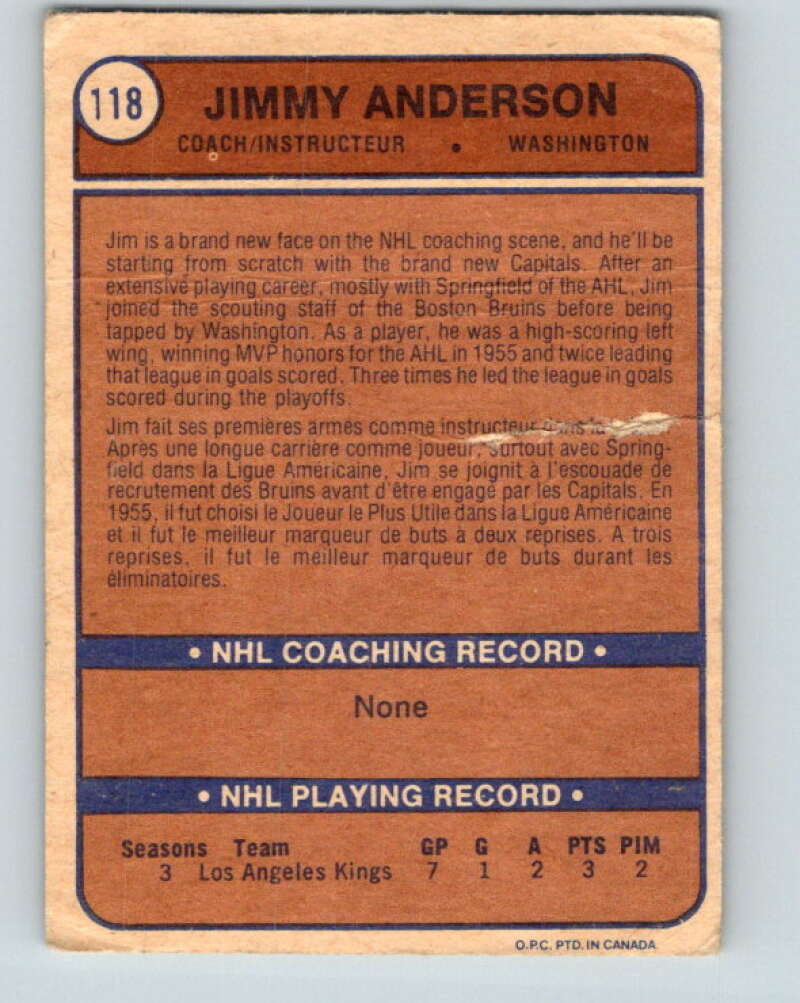 118
JIMMY ANDERSON
COACH/INSTRUCTEUR • WASHINGTON
Jim is a brand new face on the NHL coaching scene, and he'll be
starting from scratch with the brand new Capitals. After an
extensive playing career, mostly with Springfield of the AHL, Jim
joined the scouting staff of the Boston Bruins before being
tapped by Washington. As a player, he was a high-scoring left
wing, winning MVP honors for the AHL in 1955 and twice leading
that league in goals scored. Three times he led the league in goals
scored during the playoffs.
Jim fait ses premières armes comme instructeur dans la
Après une longue carrière comme joueur, surtout avec Spring-
field dans la Ligue Américaine, Jim se joignit à l'escouade de
recrutement des Bruins avant d'être engagé par les Capitals. En
1955, il fut choisi le Joueur le Plus Utile dans la Ligue Américaine
et il fut le meilleur marqueur de buts à deux reprises. A trois
reprises, il fut le meilleur marqueur de buts durant les
éliminatoires.
• NHL COACHING RECORD •
None
• NHL PLAYING RECORD •
Seasons Team GP G A PTS PIM
3 Los Angeles Kings 7 1 2 3 2
O.P.C. PTD. IN CANADA